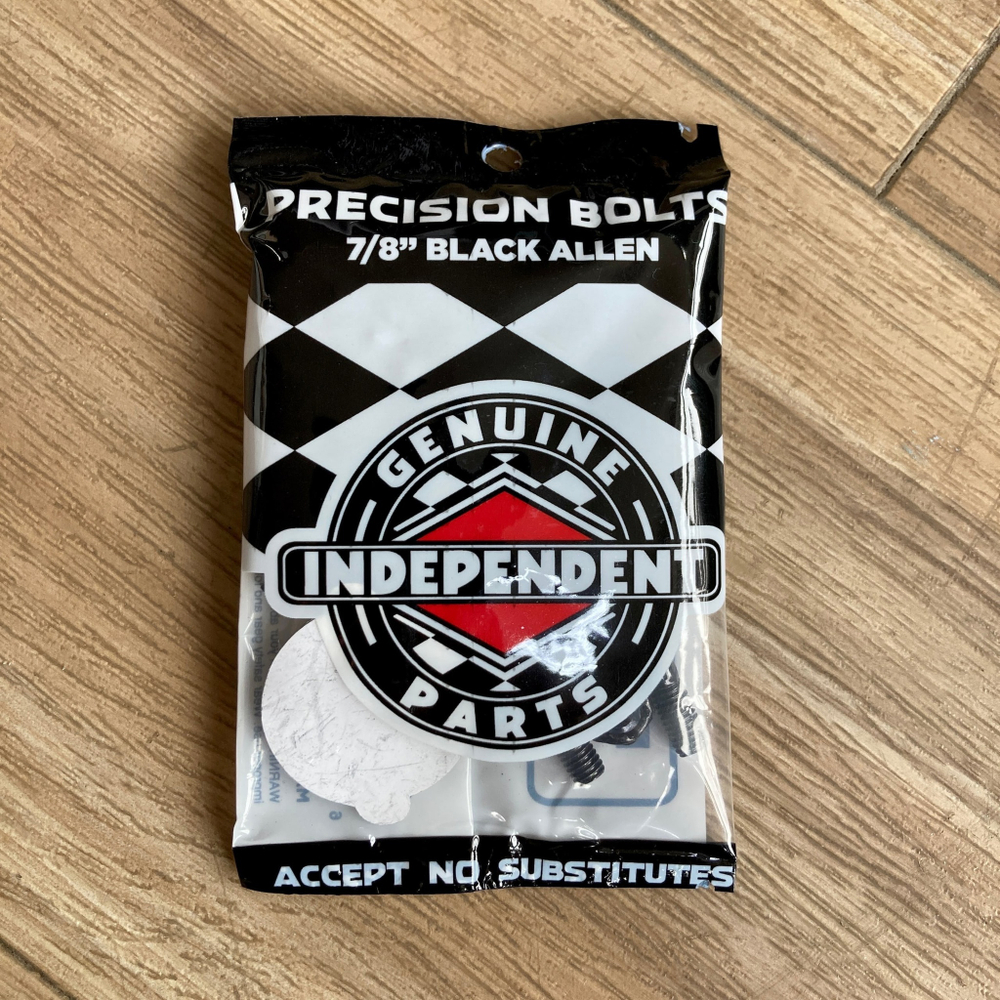 PRECISION BOLTS
7/8” BLACK ALLEN
GENUINE
INDEPENDENT
PARTS
ACCEPT NO SUBSTITUTES